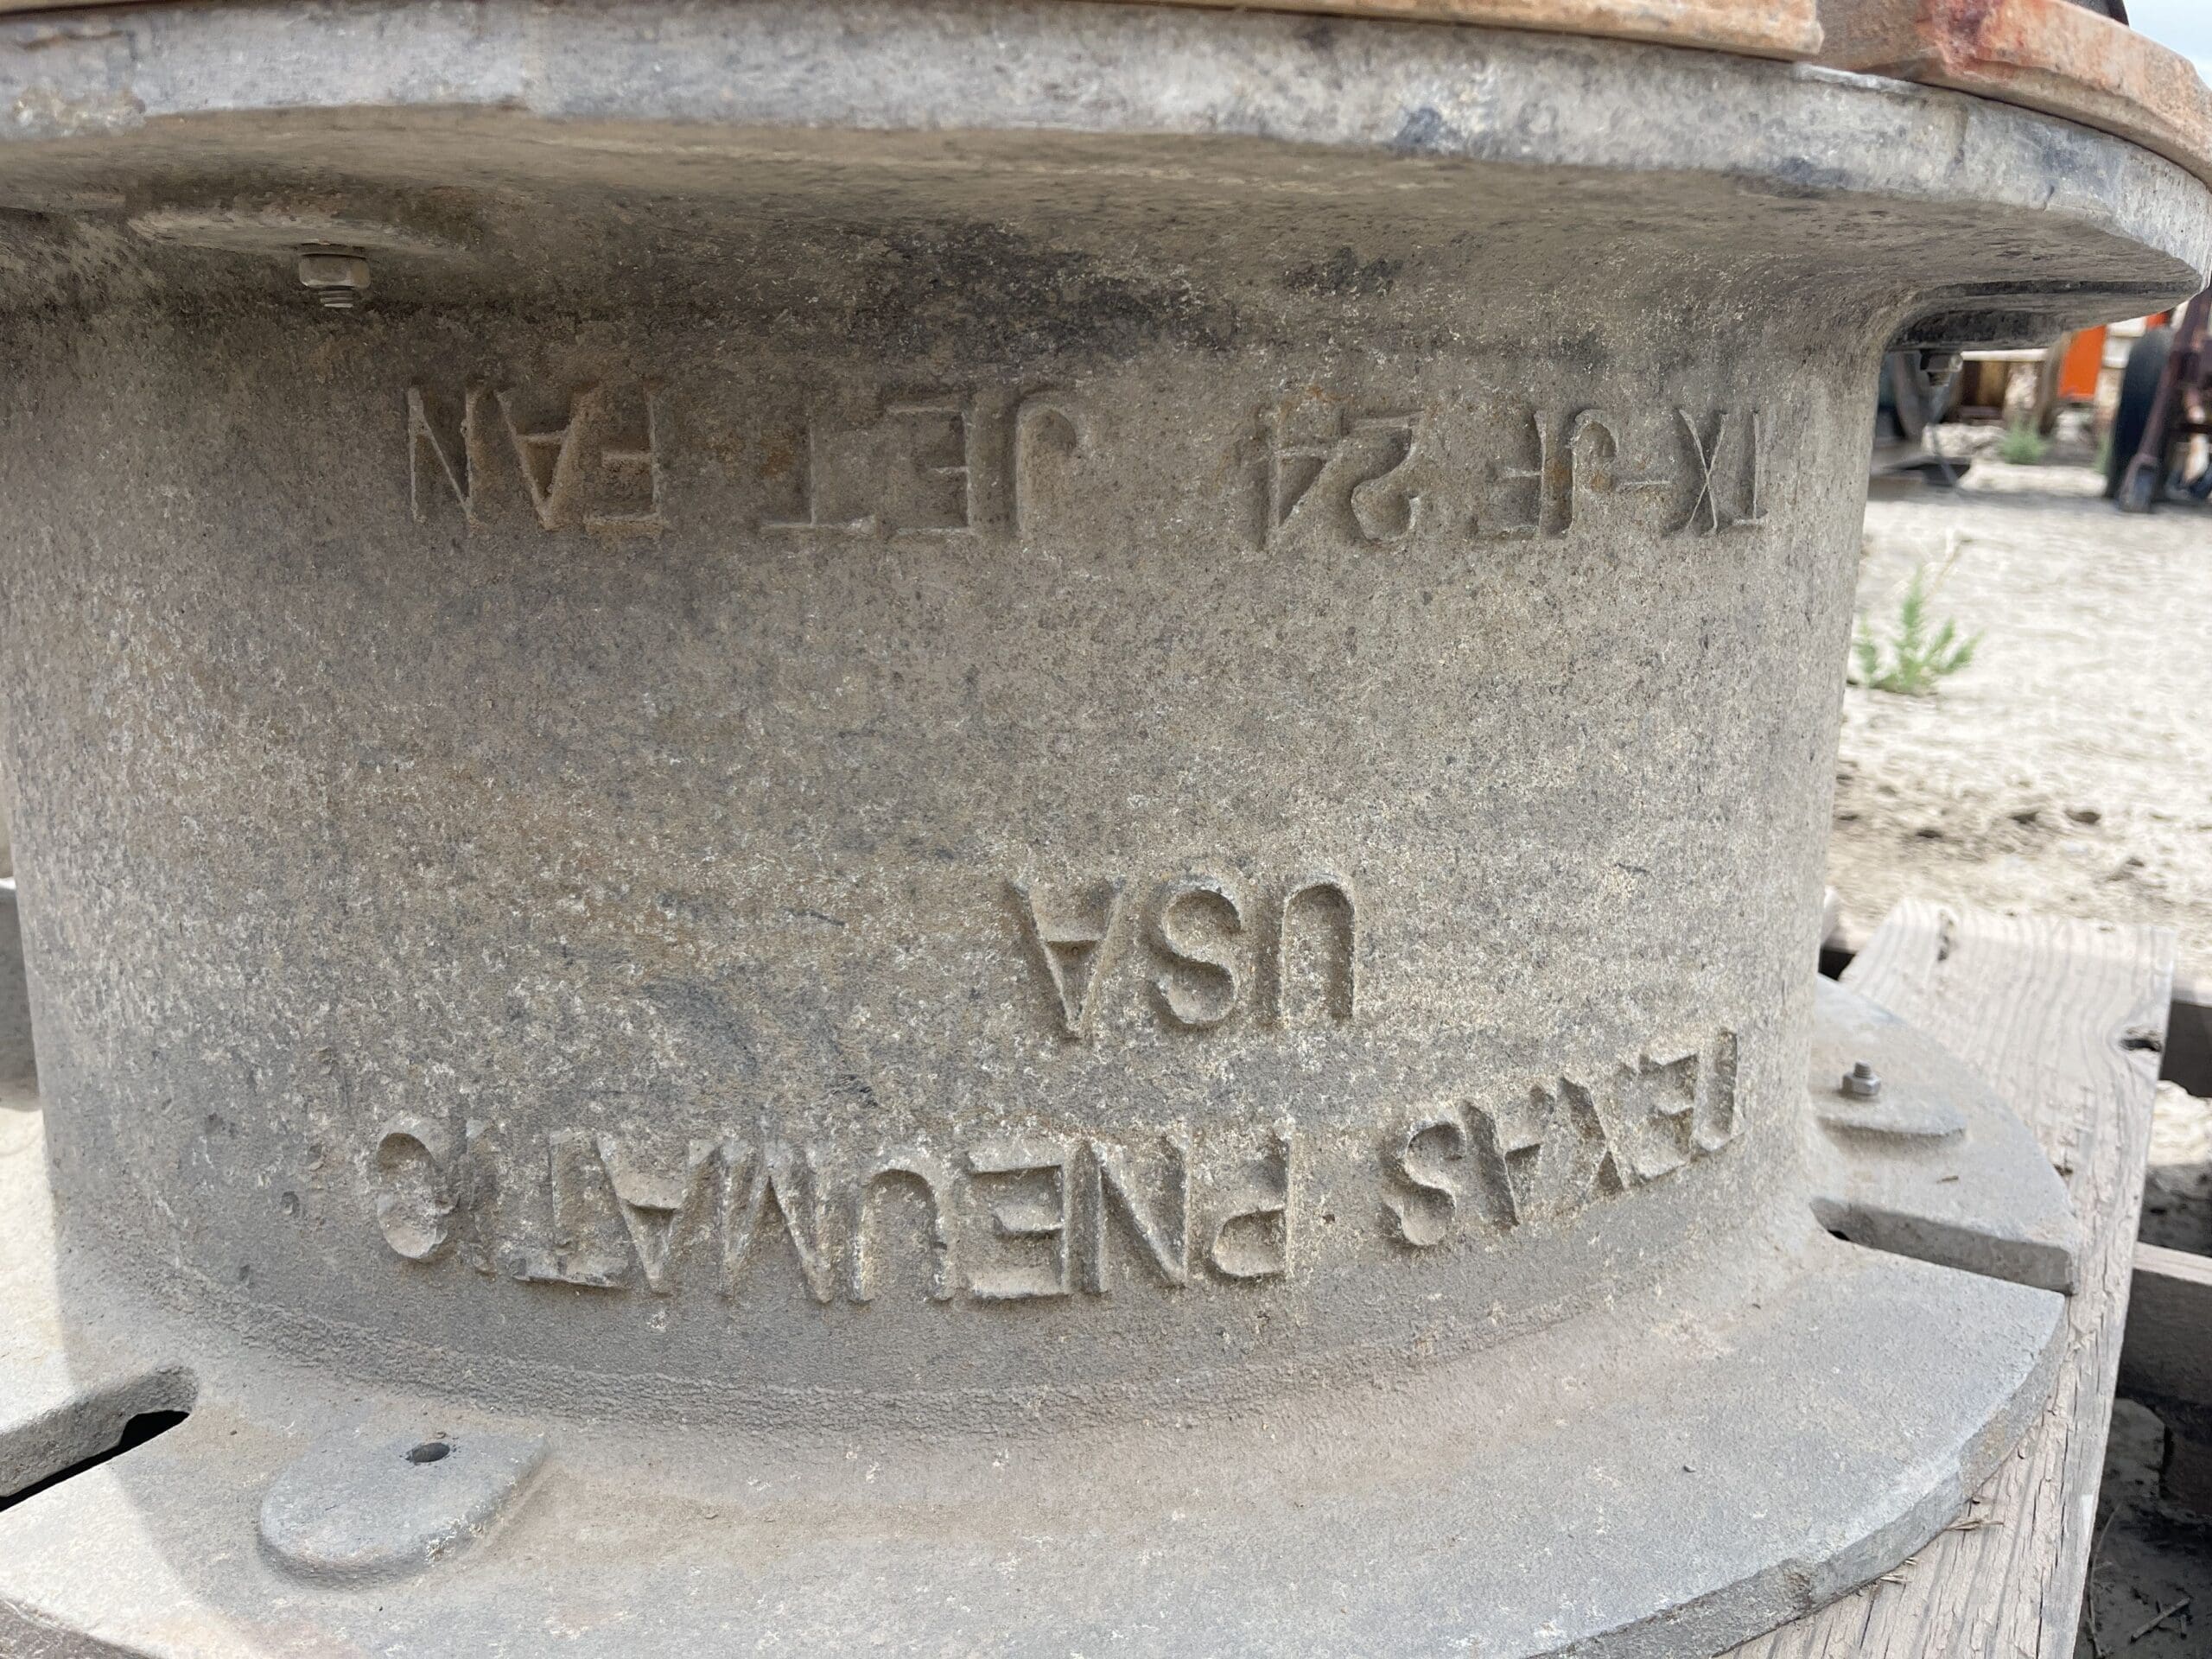 TEXAS PNEUMATIC
USA
TX-JF 24 JET FAN